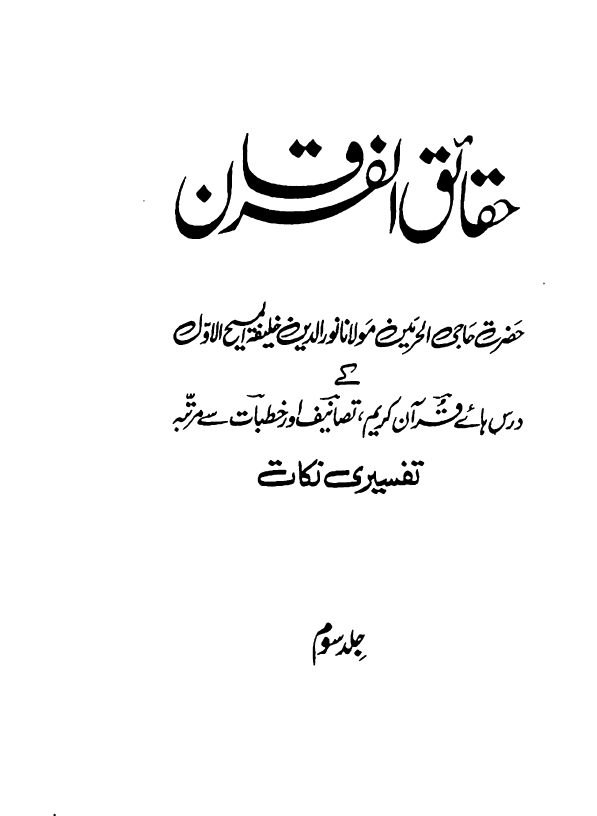 حقائق الفرقان
حضرت حاجی الحرمین مولانا نورالدین خلیفۃ المسیح الاوّل
کے
درس ہائے قرآن کریم، تصانیف اور خطبات سے مرتبہ
تفسیری نکات
جِلد سوم